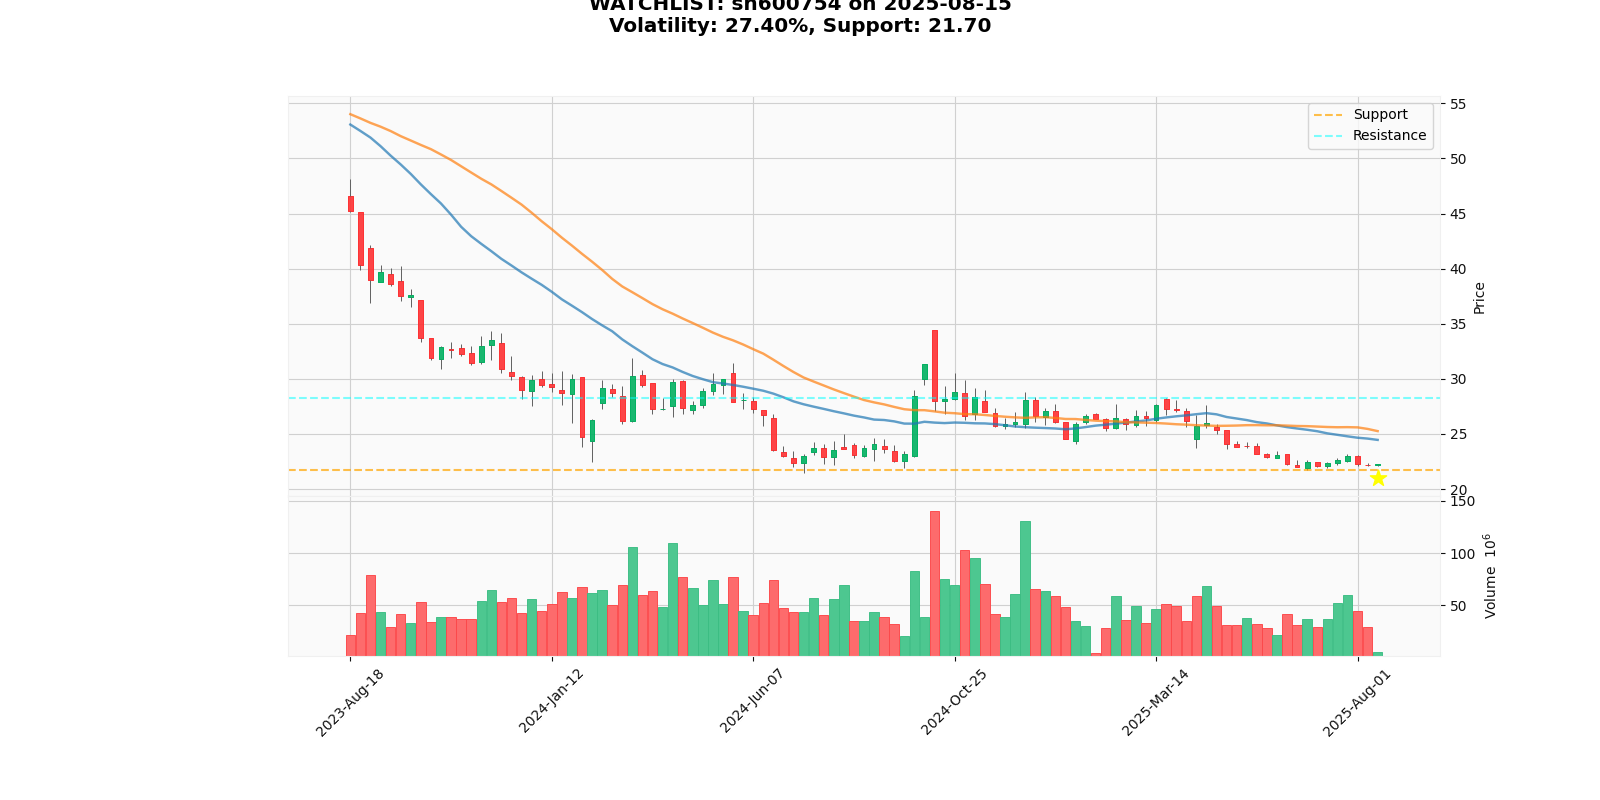 WATCHLIST: sh600754 on 2025-08-15
Volatility: 27.40%, Support: 21.70
Support
Resistance
55
50
45
40
35
30
25
20
Price
150
100
50
Volume 10^6
2023-Aug-18
2024-Jan-12
2024-Jun-07
2024-Oct-25
2025-Mar-14
2025-Aug-01